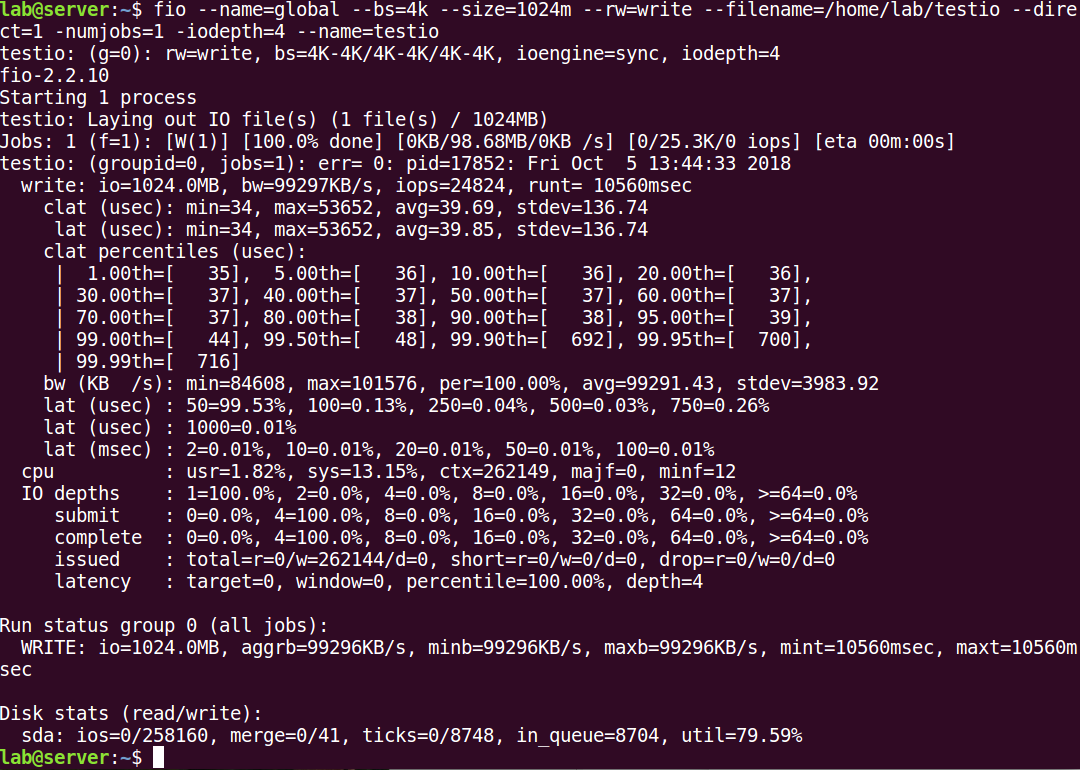 lab@server:~$ fio --name=global --bs=4k --size=1024m --rw=write --filename=/home/lab/testio --dire
ct=1 -numjobs=1 -iodepth=4 --name=testio
testio: (g=0): rw=write, bs=4K-4K/4K-4K/4K-4K, ioengine=sync, iodepth=4
fio-2.2.10
Starting 1 process
testio: Laying out IO file(s) (1 file(s) / 1024MB)
Jobs: 1 (f=1): [W(1)] [100.0% done] [0KB/98.68MB/0KB /s] [0/25.3K/0 iops] [eta 00m:00s]
testio: (groupid=0, jobs=1): err= 0: pid=17852: Fri Oct  5 13:44:33 2018
  write: io=1024.0MB, bw=99297KB/s, iops=24824, runt= 10560msec
    clat (usec): min=34, max=53652, avg=39.69, stdev=136.74
     lat (usec): min=34, max=53652, avg=39.85, stdev=136.74
    clat percentiles (usec):
     |  1.00th=[   35],  5.00th=[   36], 10.00th=[   36], 20.00th=[   36],
     | 30.00th=[   37], 40.00th=[   37], 50.00th=[   37], 60.00th=[   37],
     | 70.00th=[   37], 80.00th=[   38], 90.00th=[   38], 95.00th=[   39],
     | 99.00th=[   44], 99.50th=[   48], 99.90th=[  692], 99.95th=[  700],
     | 99.99th=[  716]
    bw (KB  /s): min=84608, max=101576, per=100.00%, avg=99291.43, stdev=3983.92
    lat (usec) : 50=99.53%, 100=0.13%, 250=0.04%, 500=0.03%, 750=0.26%
    lat (usec) : 1000=0.01%
    lat (msec) : 2=0.01%, 10=0.01%, 20=0.01%, 50=0.01%, 100=0.01%
  cpu          : usr=1.82%, sys=13.15%, ctx=262149, majf=0, minf=12
  IO depths    : 1=100.0%, 2=0.0%, 4=0.0%, 8=0.0%, 16=0.0%, 32=0.0%, >=64=0.0%
     submit    : 0=0.0%, 4=100.0%, 8=0.0%, 16=0.0%, 32=0.0%, 64=0.0%, >=64=0.0%
     complete  : 0=0.0%, 4=100.0%, 8=0.0%, 16=0.0%, 32=0.0%, 64=0.0%, >=64=0.0%
     issued    : total=r=0/w=262144/d=0, short=r=0/w=0/d=0, drop=r=0/w=0/d=0
     latency   : target=0, window=0, percentile=100.00%, depth=4

Run status group 0 (all jobs):
  WRITE: io=1024.0MB, aggrb=99296KB/s, minb=99296KB/s, maxb=99296KB/s, mint=10560msec, maxt=10560m
sec

Disk stats (read/write):
  sda: ios=0/258160, merge=0/41, ticks=0/8748, in_queue=8704, util=79.59%
lab@server:~$